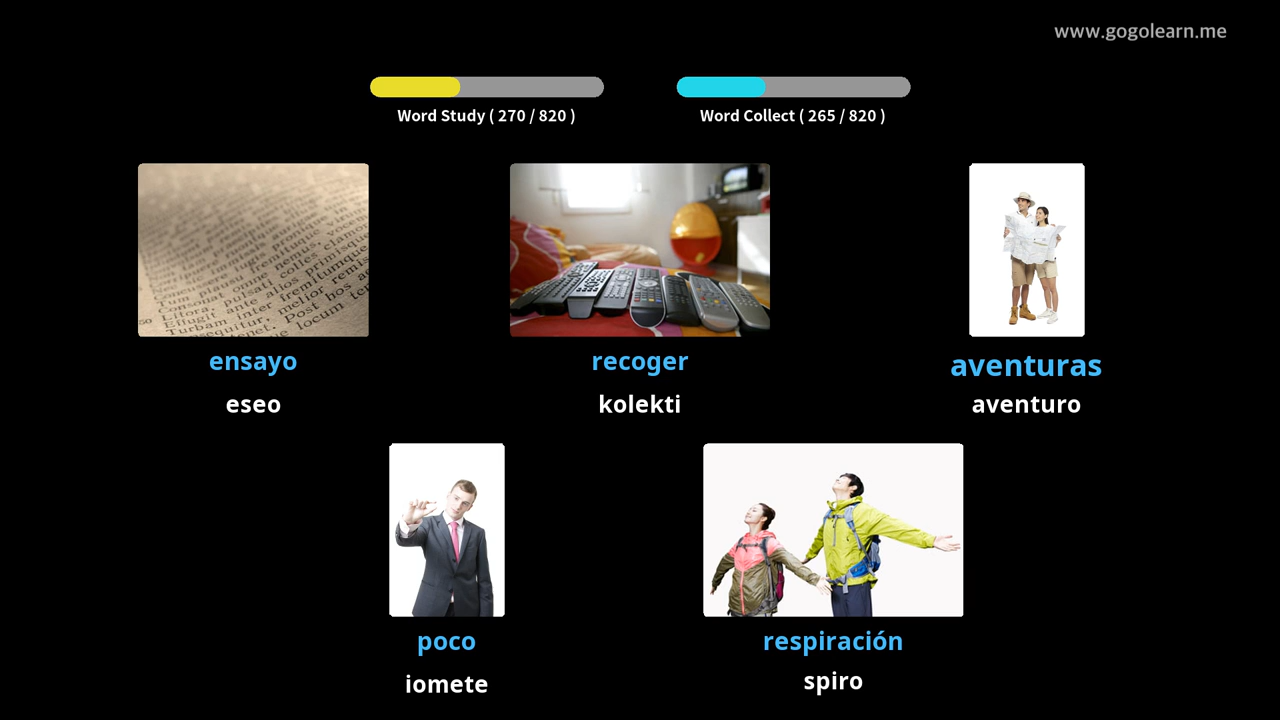 www.gogolearn.me
Word Study ( 270 / 820 )
Word Collect ( 265 / 820 )
ensayo
eseo
recoger
kolekti
aventuras
aventuro
poco
iomete
respiración
spiro